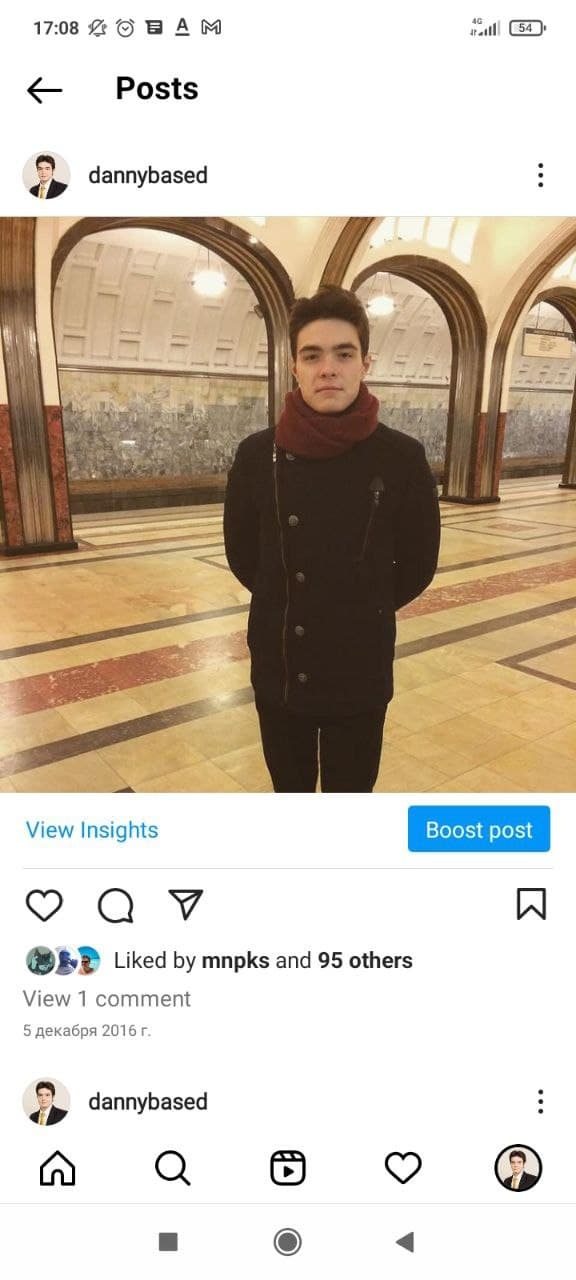 17:08
4G
54
Posts
dannybased
View Insights
Boost post
Liked by mnpks and 95 others
View 1 comment
5 декабря 2016 г.
dannybased